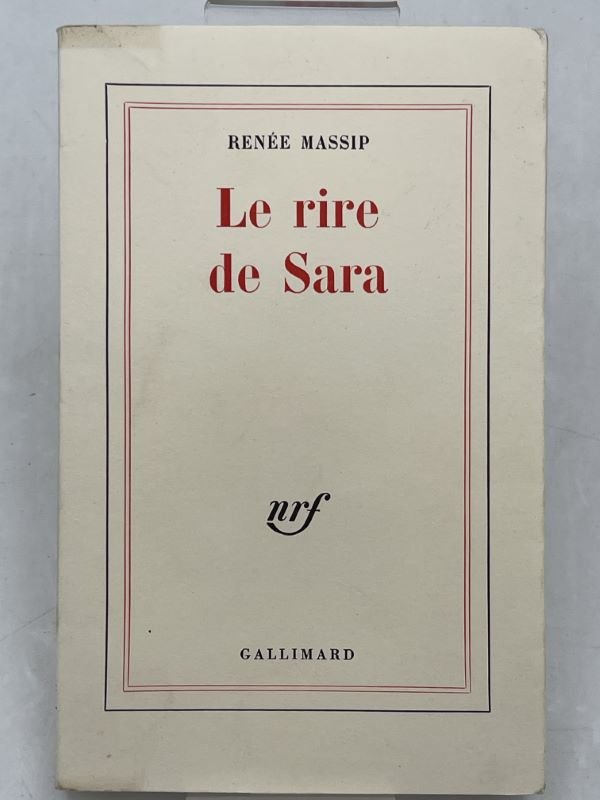 RENÉE MASSIP
Le rire
de Sara
nrf
GALLIMARD